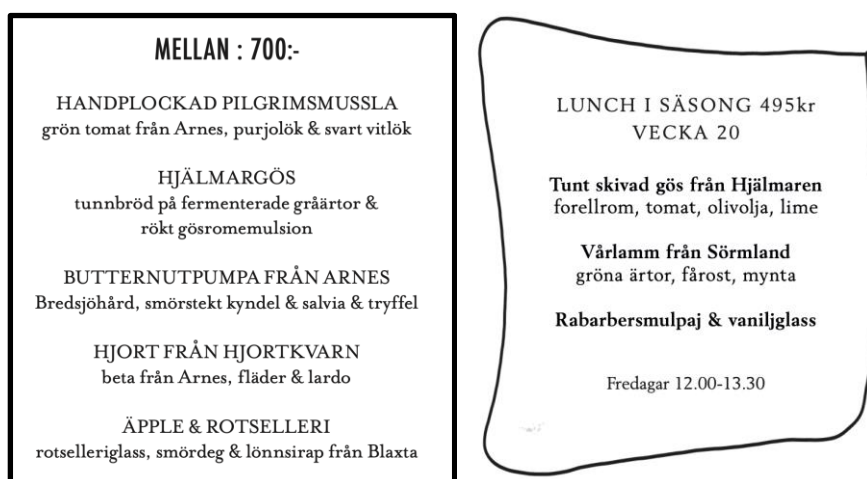 MELLAN : 700:-
HANDPLOCKAD PILGRIMSMUSSLA
grön tomat från Arnes, purjolök & svart vitlök
HJÄLMARGÖS
tunnbröd på fermenterade gråärtor &
rökt gösromemulsion
BUTTERNUTPUMPA FRÅN ARNES
Bredsjöhård, smörstekt kyndel & salvia & tryffel
HJORT FRÅN HJORTKVARN
beta från Arnes, fläder & lardo
ÄPPLE & ROTSELLERI
rotselleriglass, smördeg & lönnsirap från Blaxta
LUNCH I SÄSONG 495kr
VECKA 20
Tunt skivad gös från Hjälmaren
forellrom, tomat, olivolja, lime
Vårlamm från Sörmland
gröna ärtor, fårost, mynta
Rabarbersmulpaj & vaniljglass
Fredagar 12.00-13.30